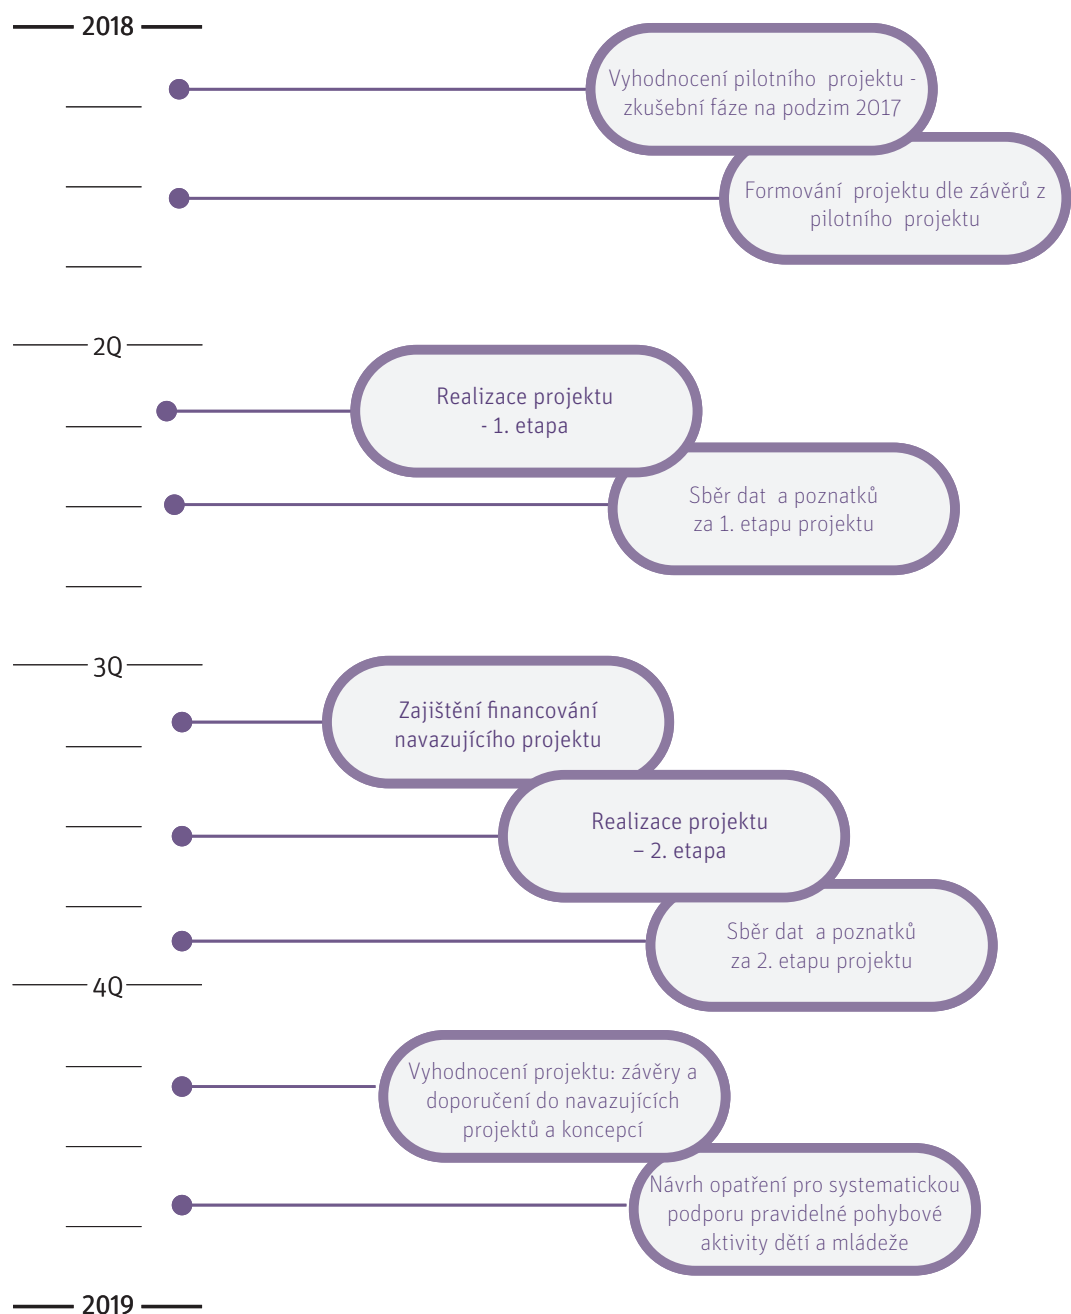 2018
Vyhodnocení pilotního projektu -
zkušební fáze na podzim 2017
Formování projektu dle závěrů z
pilotního projektu
2Q
Realizace projektu
- 1. etapa
Sběr dat a poznatků
za 1. etapu projektu
3Q
Zajištění financování
navazujícího projektu
Realizace projektu
– 2. etapa
Sběr dat a poznatků
za 2. etapu projektu
4Q
Vyhodnocení projektu: závěry a
doporučení do navazujících
projektů a koncepcí
Návrh opatření pro systematickou
podporu pravidelné pohybové
aktivity dětí a mládeže
2019